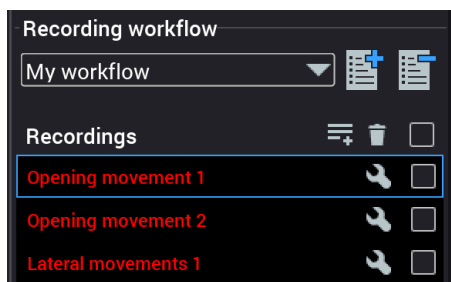 Recording workflow
My workflow
Recordings
Opening movement 1
Opening movement 2
Lateral movements 1